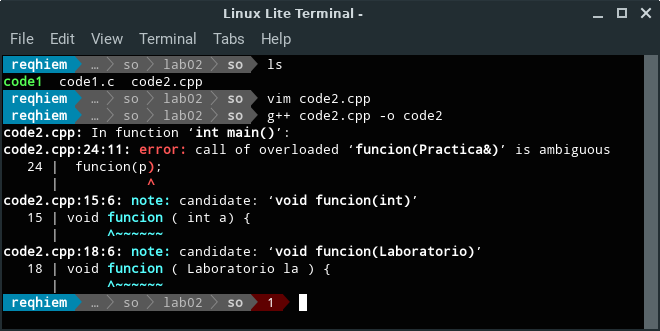 Linux Lite Terminal -
File Edit View Terminal Tabs Help
reqhiem … so lab02 so ls
code1 code1.c code2.cpp
reqhiem … so lab02 so vim code2.cpp
reqhiem … so lab02 so g++ code2.cpp -o code2
code2.cpp: In function ‘int main()’:
code2.cpp:24:11: error: call of overloaded ‘funcion(Practica&)’ is ambiguous
24 | funcion(p);
| ^
code2.cpp:15:6: note: candidate: ‘void funcion(int)’
15 | void funcion ( int a) {
| ^~~~~~~
code2.cpp:18:6: note: candidate: ‘void funcion(Laboratorio)’
18 | void funcion ( Laboratorio la ) {
| ^~~~~~~
reqhiem … so lab02 so 1